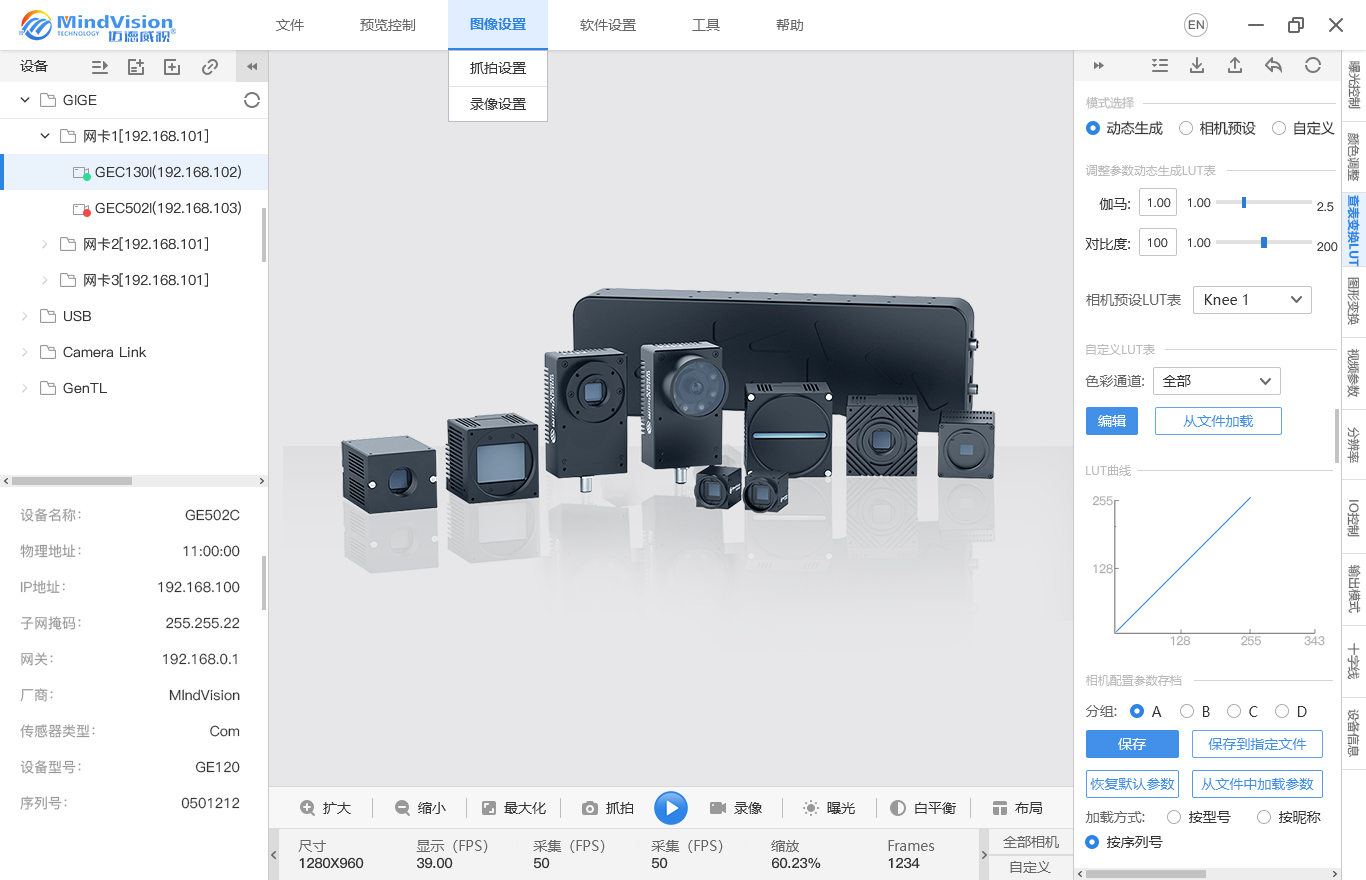 MindVision
TECHNOLOGY 迈德威视®
文件 预览控制 图像设置 软件设置 工具 帮助 EN
抓拍设置
录像设置
设备
GIGE
网卡1[192.168.101]
GEC130I(192.168.102)
GEC502I(192.168.103)
网卡2[192.168.101]
网卡3[192.168.101]
USB
Camera Link
GenTL
设备名称: GE502C
物理地址: 11:00:00
IP地址: 192.168.100
子网掩码: 255.255.22
网关: 192.168.0.1
厂商: MIndVision
传感器类型: Com
设备型号: GE120
序列号: 0501212
扩大 缩小 最大化 抓拍 录像 曝光 白平衡 布局
尺寸 显示（FPS） 采集（FPS） 采集（FPS） 缩放 Frames
1280X960 39.00 50 50 60.23% 1234
全部相机
自定义
模式选择
动态生成 相机预设 自定义
调整参数动态生成LUT表
伽马: 1.00 1.00 2.5
对比度: 100 1.00 200
相机预设LUT表 Knee 1
自定义LUT表
色彩通道: 全部
编辑 从文件加载
LUT曲线
255
128
128 255 343
相机配置参数存档
分组: A B C D
保存 保存到指定文件
恢复默认参数 从文件中加载参数
加载方式: 按型号 按昵称
按序列号
曝光控制
颜色调整
查表变换LUT
图形变换
视频参数
分辨率
IO控制
输出模式
十字线
设备信息